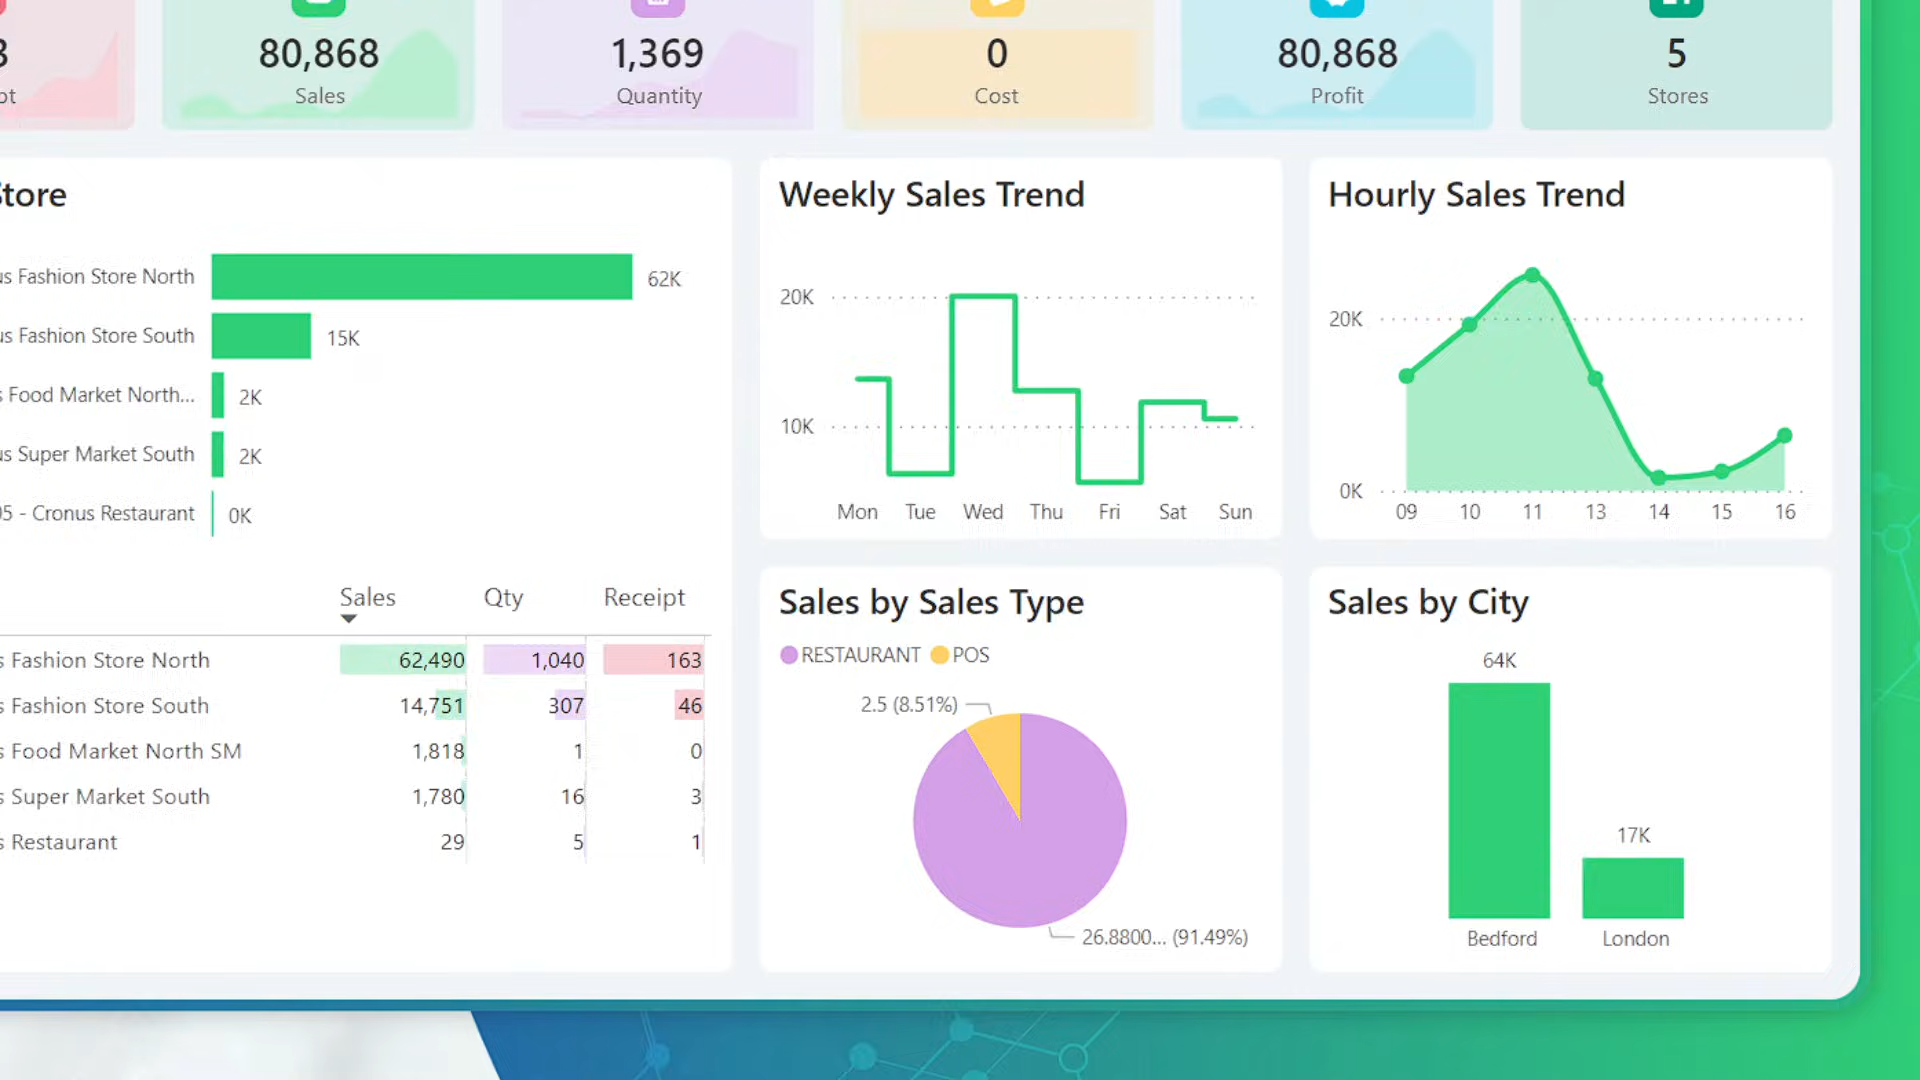 80,868
Sales
1,369
Quantity
0
Cost
80,868
Profit
5
Stores
Store
Fashion Store North 62K
Fashion Store South 15K
Food Market North... 2K
Super Market South 2K
- Cronus Restaurant 0K
Sales Qty Receipt
Fashion Store North 62,490 1,040 163
Fashion Store South 14,751 307 46
Food Market North SM 1,818 1 0
Super Market South 1,780 16 3
Restaurant 29 5 1
Weekly Sales Trend
20K
10K
Mon Tue Wed Thu Fri Sat Sun
Hourly Sales Trend
20K
0K
09 10 11 13 14 15 16
Sales by Sales Type
RESTAURANT POS
2.5 (8.51%)
26.8800... (91.49%)
Sales by City
64K
17K
Bedford London